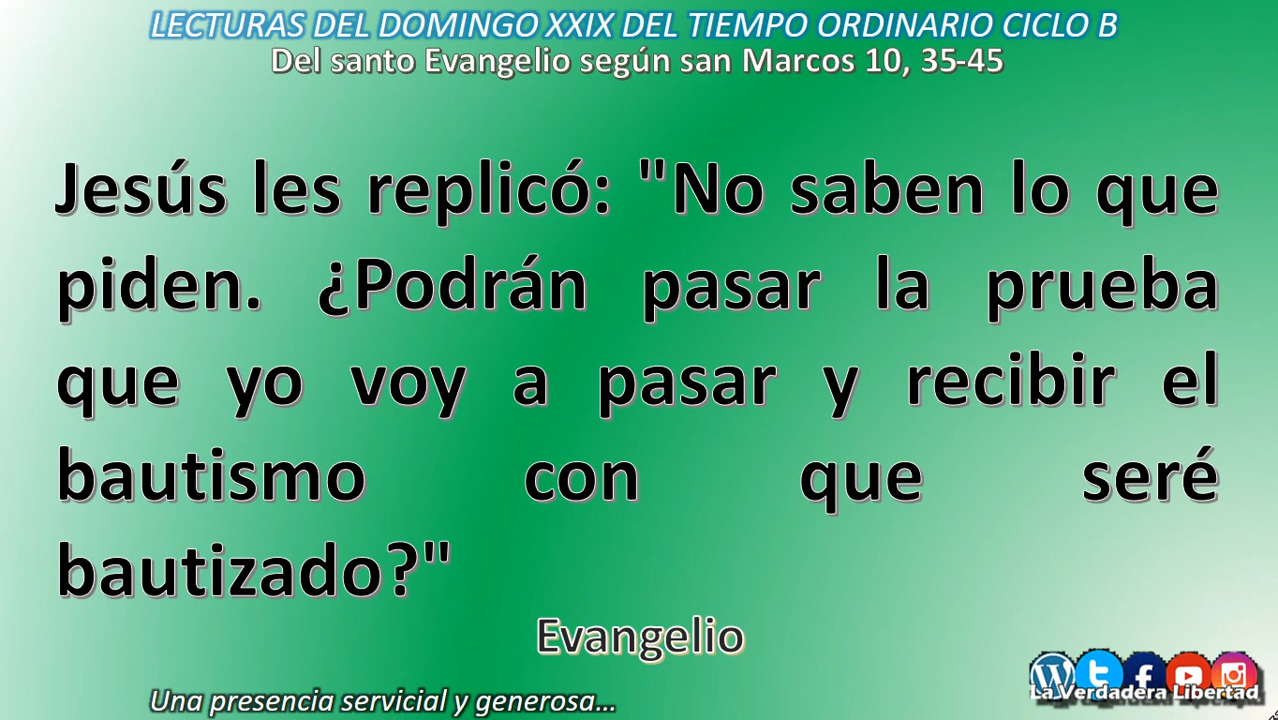 LECTURAS DEL DOMINGO XXIX DEL TIEMPO ORDINARIO CICLO B
Del santo Evangelio según san Marcos 10, 35-45
Jesús les replicó: "No saben lo que
piden. ¿Podrán pasar la prueba
que yo voy a pasar y recibir el
bautismo con que seré
bautizado?"
Evangelio
La Verdadera Libertad
Una presencia servicial y generosa...